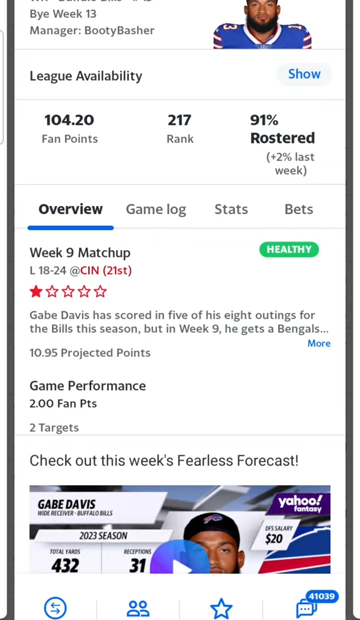 Bye Week 13
Manager: BootyBasher
League Availability
Show
104.20
Fan Points
217
Rank
91%
Rostered
(+2% last
week)
Overview
Game log
Stats
Bets
Week 9 Matchup
HEALTHY
L 18-24 @CIN (21st)
Gabe Davis has scored in five of his eight outings for
the Bills this season, but in Week 9, he gets a Bengals...
More
10.95 Projected Points
Game Performance
2.00 Fan Pts
2 Targets
Check out this week's Fearless Forecast!
GABE DAVIS
WIDE RECEIVER · BUFFALO BILLS
yahoo!
fantasy
DFS SALARY
$20
2023 SEASON
TOTAL YARDS
432
RECEPTIONS
31
41039